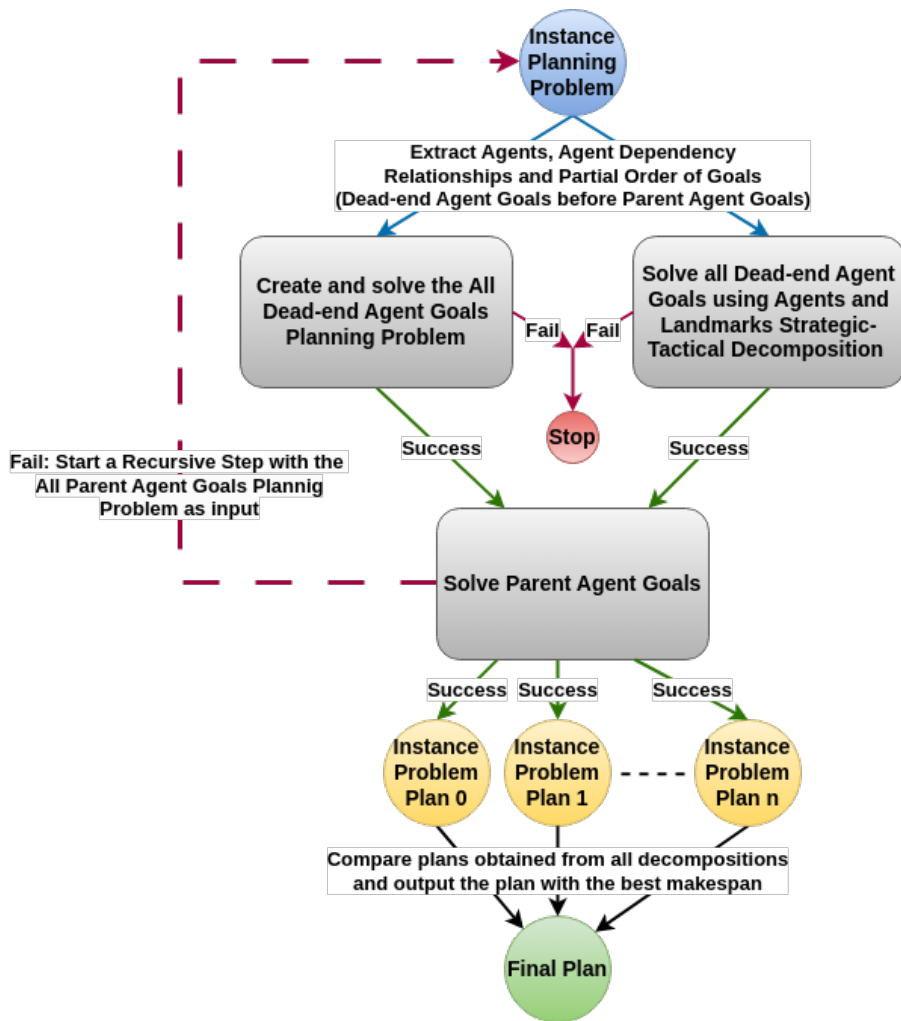 Instance
Planning
Problem
Extract Agents, Agent Dependency
Relationships and Partial Order of Goals
(Dead-end Agent Goals before Parent Agent Goals)
Create and solve the All
Dead-end Agent Goals
Planning Problem
Solve all Dead-end Agent
Goals using Agents and
Landmarks Strategic-
Tactical Decomposition
Fail
Fail
Stop
Success
Success
Fail: Start a Recursive Step with the
All Parent Agent Goals Plannig
Problem as input
Solve Parent Agent Goals
Success
Success
Success
Instance
Problem
Plan 0
Instance
Problem
Plan 1
Instance
Problem
Plan n
Compare plans obtained from all decompositions
and output the plan with the best makespan
Final Plan